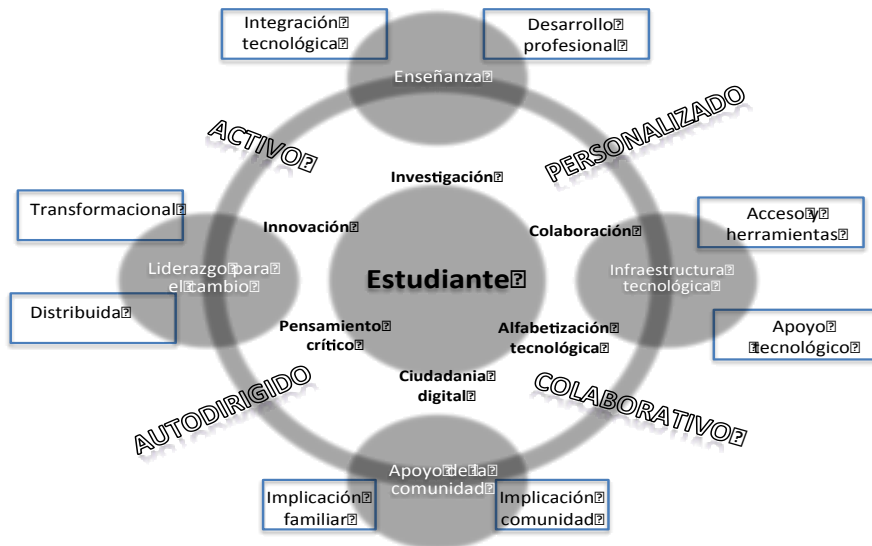 Integración
tecnológica
Desarrollo
profesional
Enseñanza
ACTIVO
PERSONALIZADO
Investigación
Transformacional
Innovación
Colaboración
Acceso y
herramientas
Liderazgo para
el cambio
Estudiante
Infraestructura
tecnológica
Distribuida
Pensamiento
crítico
Alfabetización
tecnológica
Apoyo
tecnológico
Ciudadania
digital
AUTODIRIGIDO
COLABORATIVO
Apoyo de la
comunidad
Implicación
familiar
Implicación
comunidad